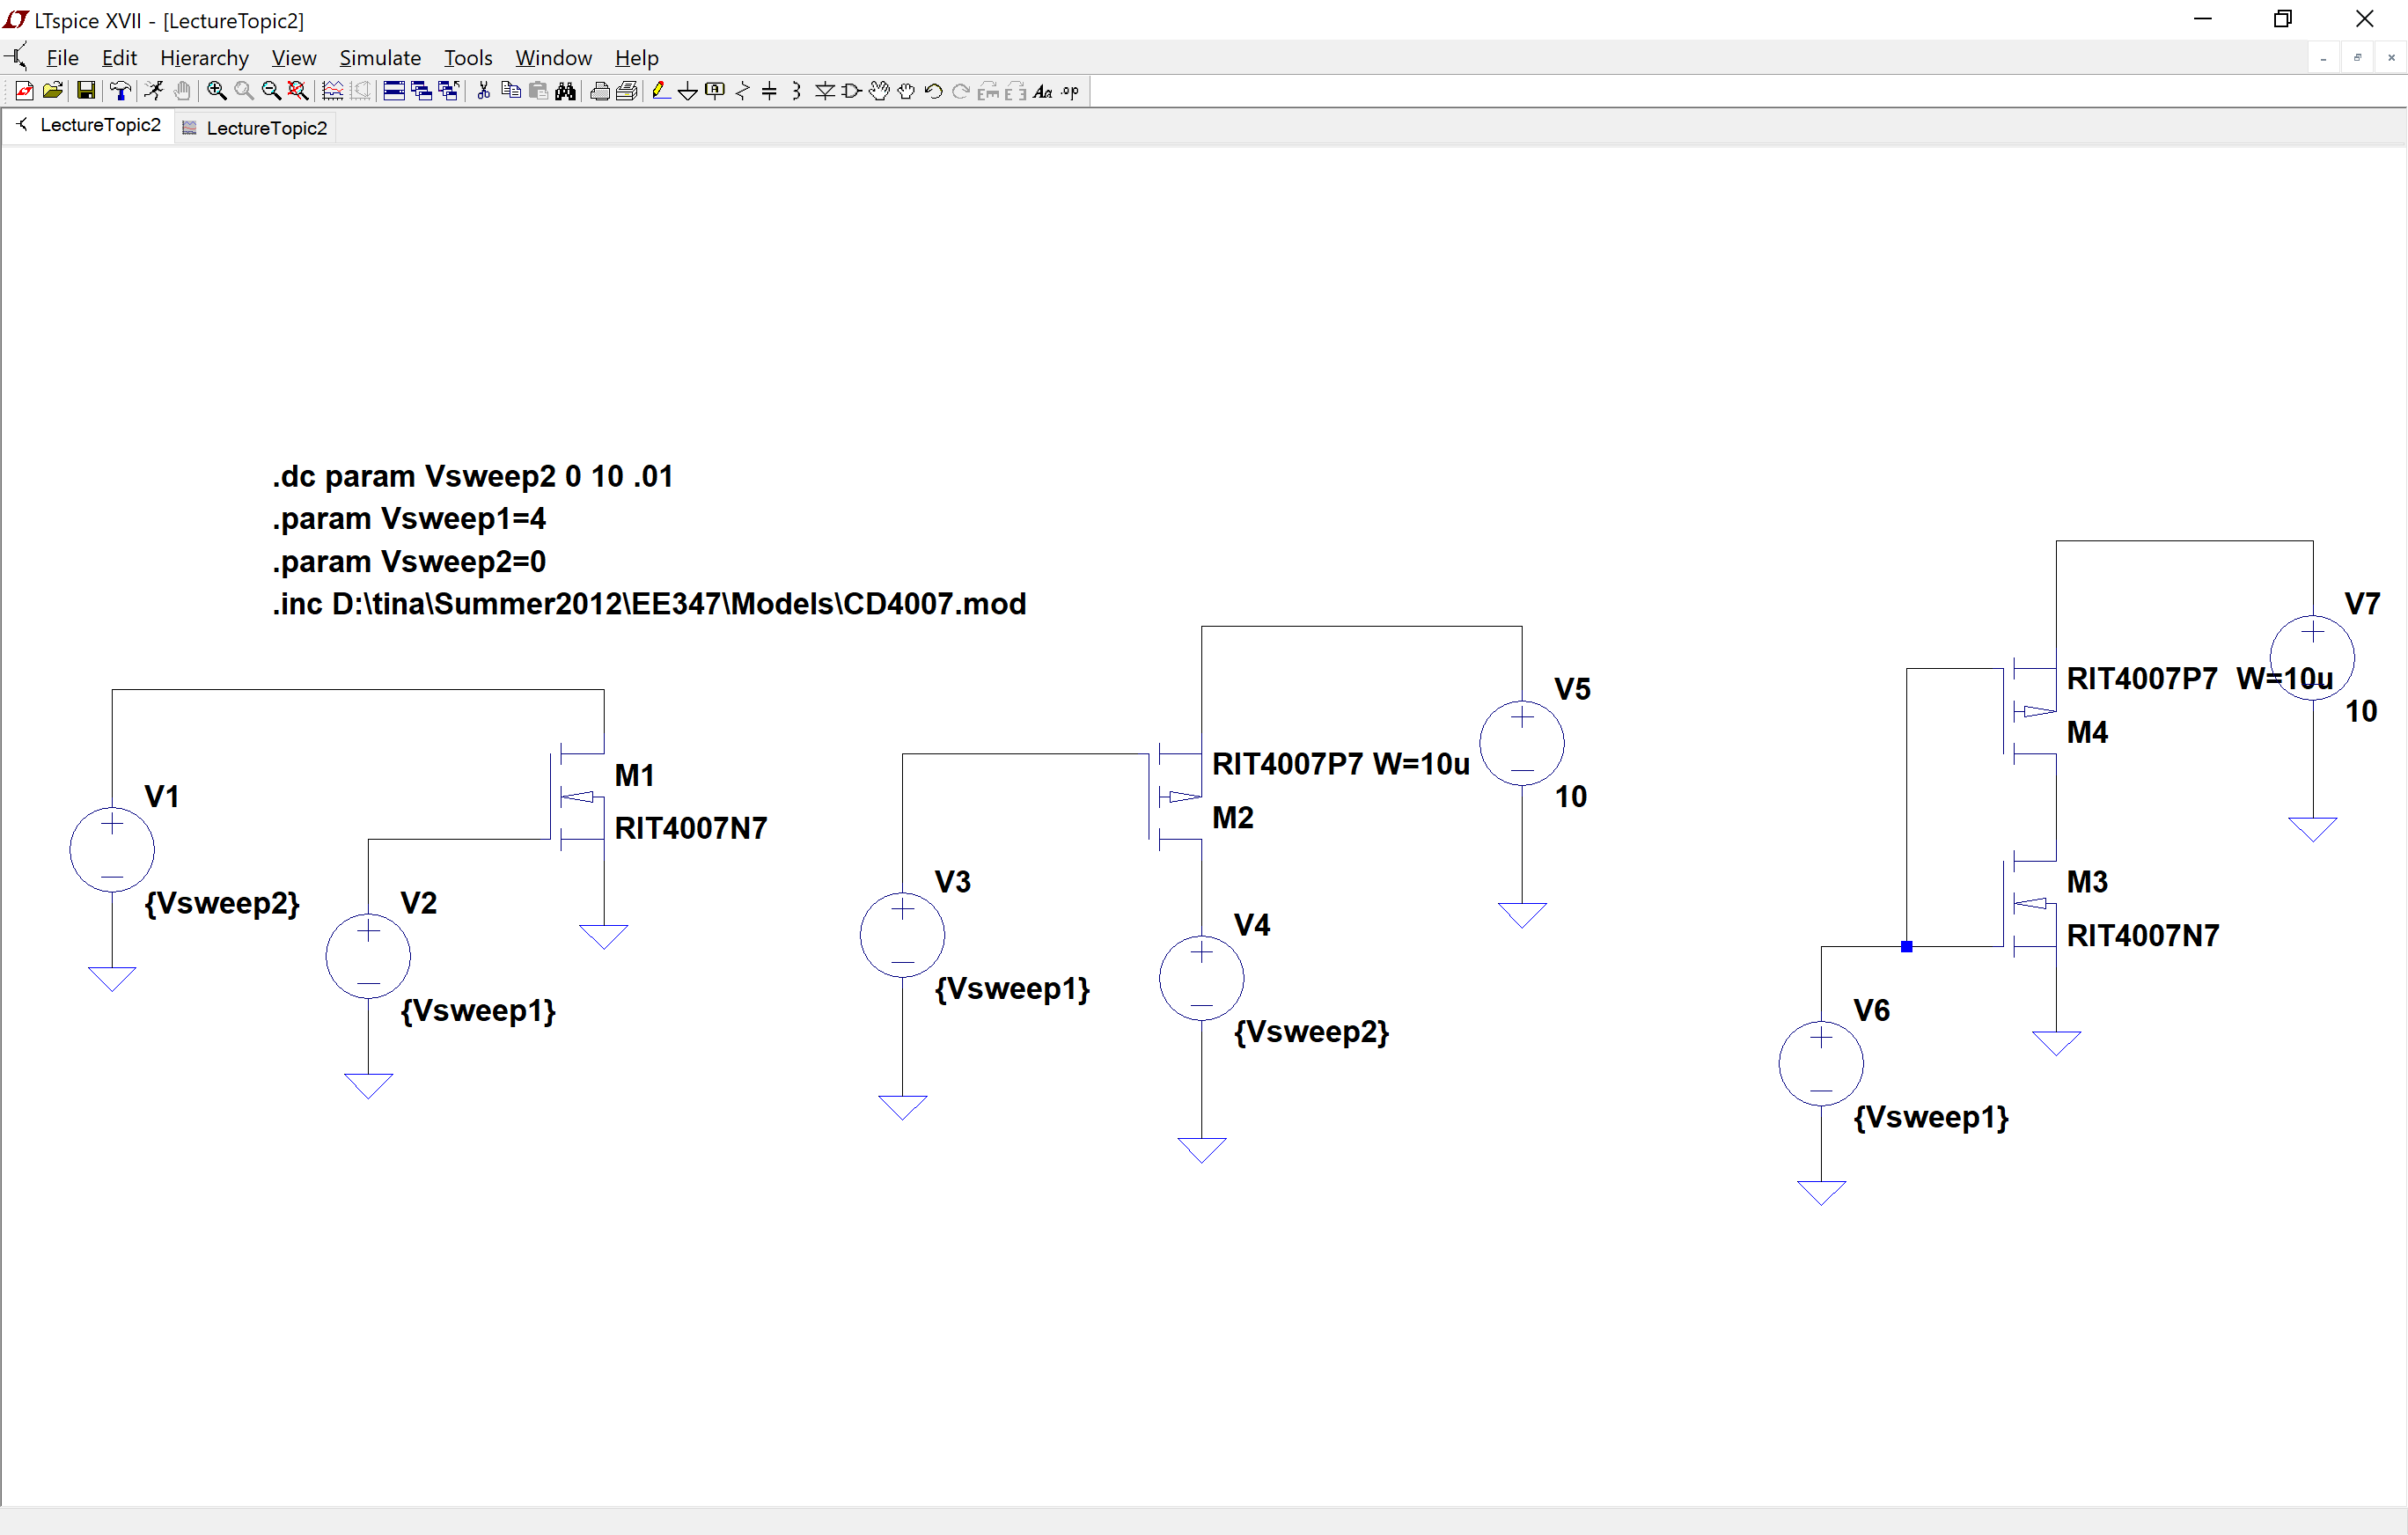 LTspice XVII - [LectureTopic2]
File Edit Hierarchy View Simulate Tools Window Help
LectureTopic2 LectureTopic2
.dc param Vsweep2 0 10 .01
.param Vsweep1=4
.param Vsweep2=0
.inc D:\tina\Summer2012\EE347\Models\CD4007.mod
V1
{Vsweep2}
V2
{Vsweep1}
M1
RIT4007N7
V3
{Vsweep1}
RIT4007P7 W=10u
M2
V4
{Vsweep2}
V5
10
V6
{Vsweep1}
RIT4007P7 W=10u
M4
M3
RIT4007N7
V7
10